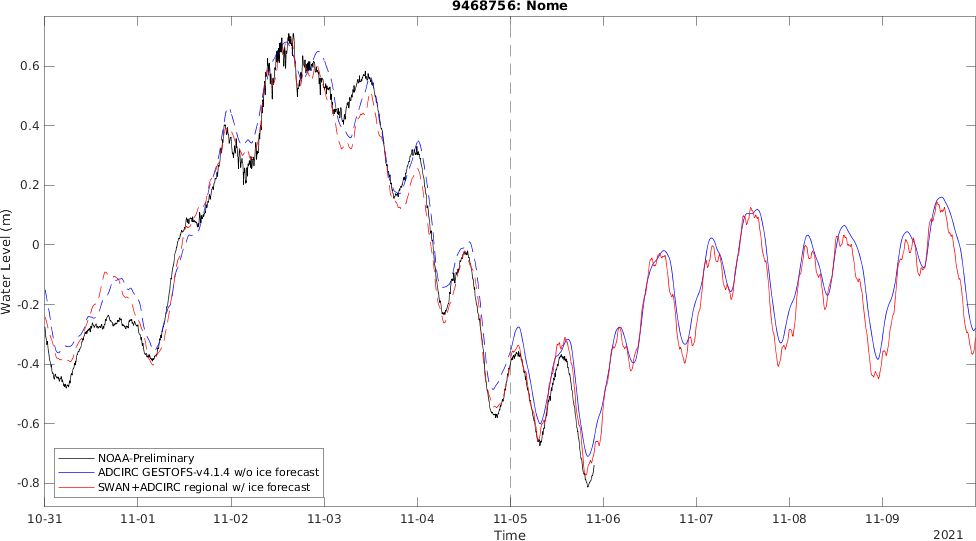 9468756: Nome
Water Level (m)
0.6
0.4
0.2
0
-0.2
-0.4
-0.6
-0.8
NOAA-Preliminary
ADCIRC GESTOFS-v4.1.4 w/o ice forecast
SWAN+ADCIRC regional w/ ice forecast
10-31 11-01 11-02 11-03 11-04 11-05 11-06 11-07 11-08 11-09
Time
2021